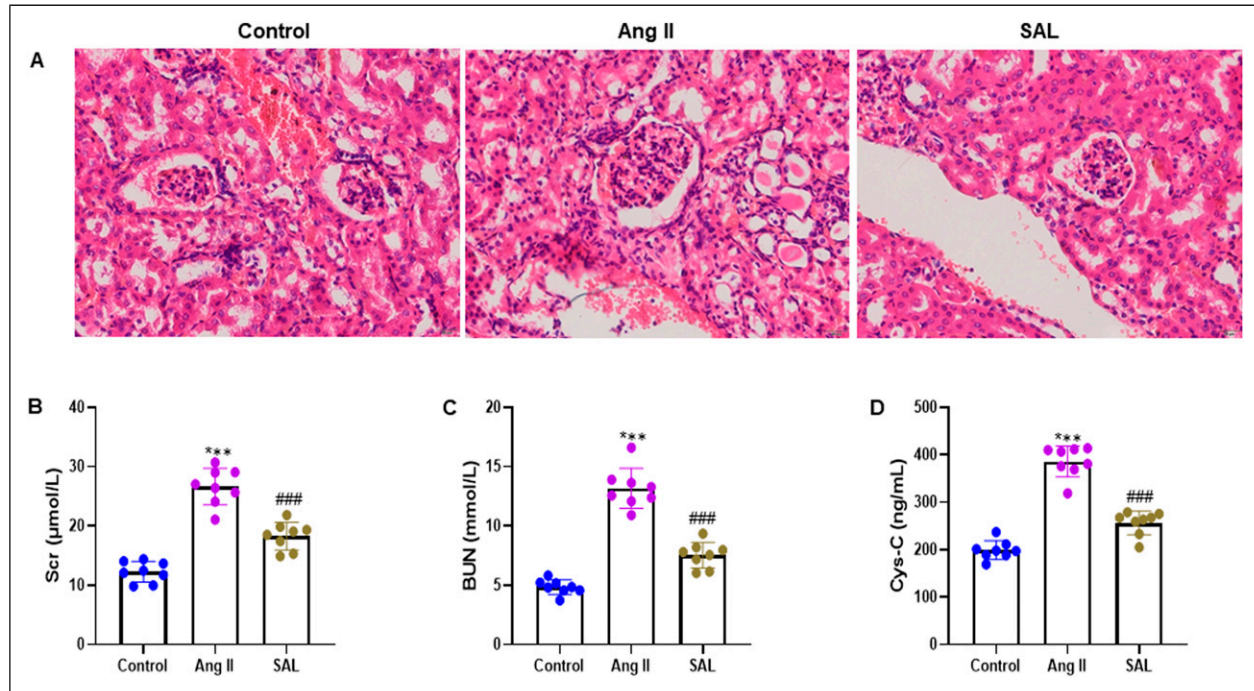 Control Ang II SAL
A
B
40
30
20
10
0
Scr (μmol/L)
***
###
Control Ang II SAL
C
20
15
10
5
0
BUN (mmol/L)
***
###
Control Ang II SAL
D
500
400
300
200
100
0
Cys-C (ng/mL)
***
###
Control Ang II SAL